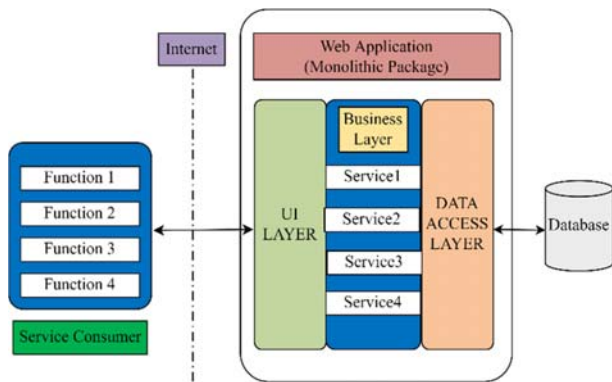 Internet
Web Application
(Monolithic Package)
Business
Layer
Function 1
Function 2
Function 3
Function 4
Service Consumer
UI
LAYER
Service1
Service2
Service3
Service4
DATA
ACCESS
LAYER
Database